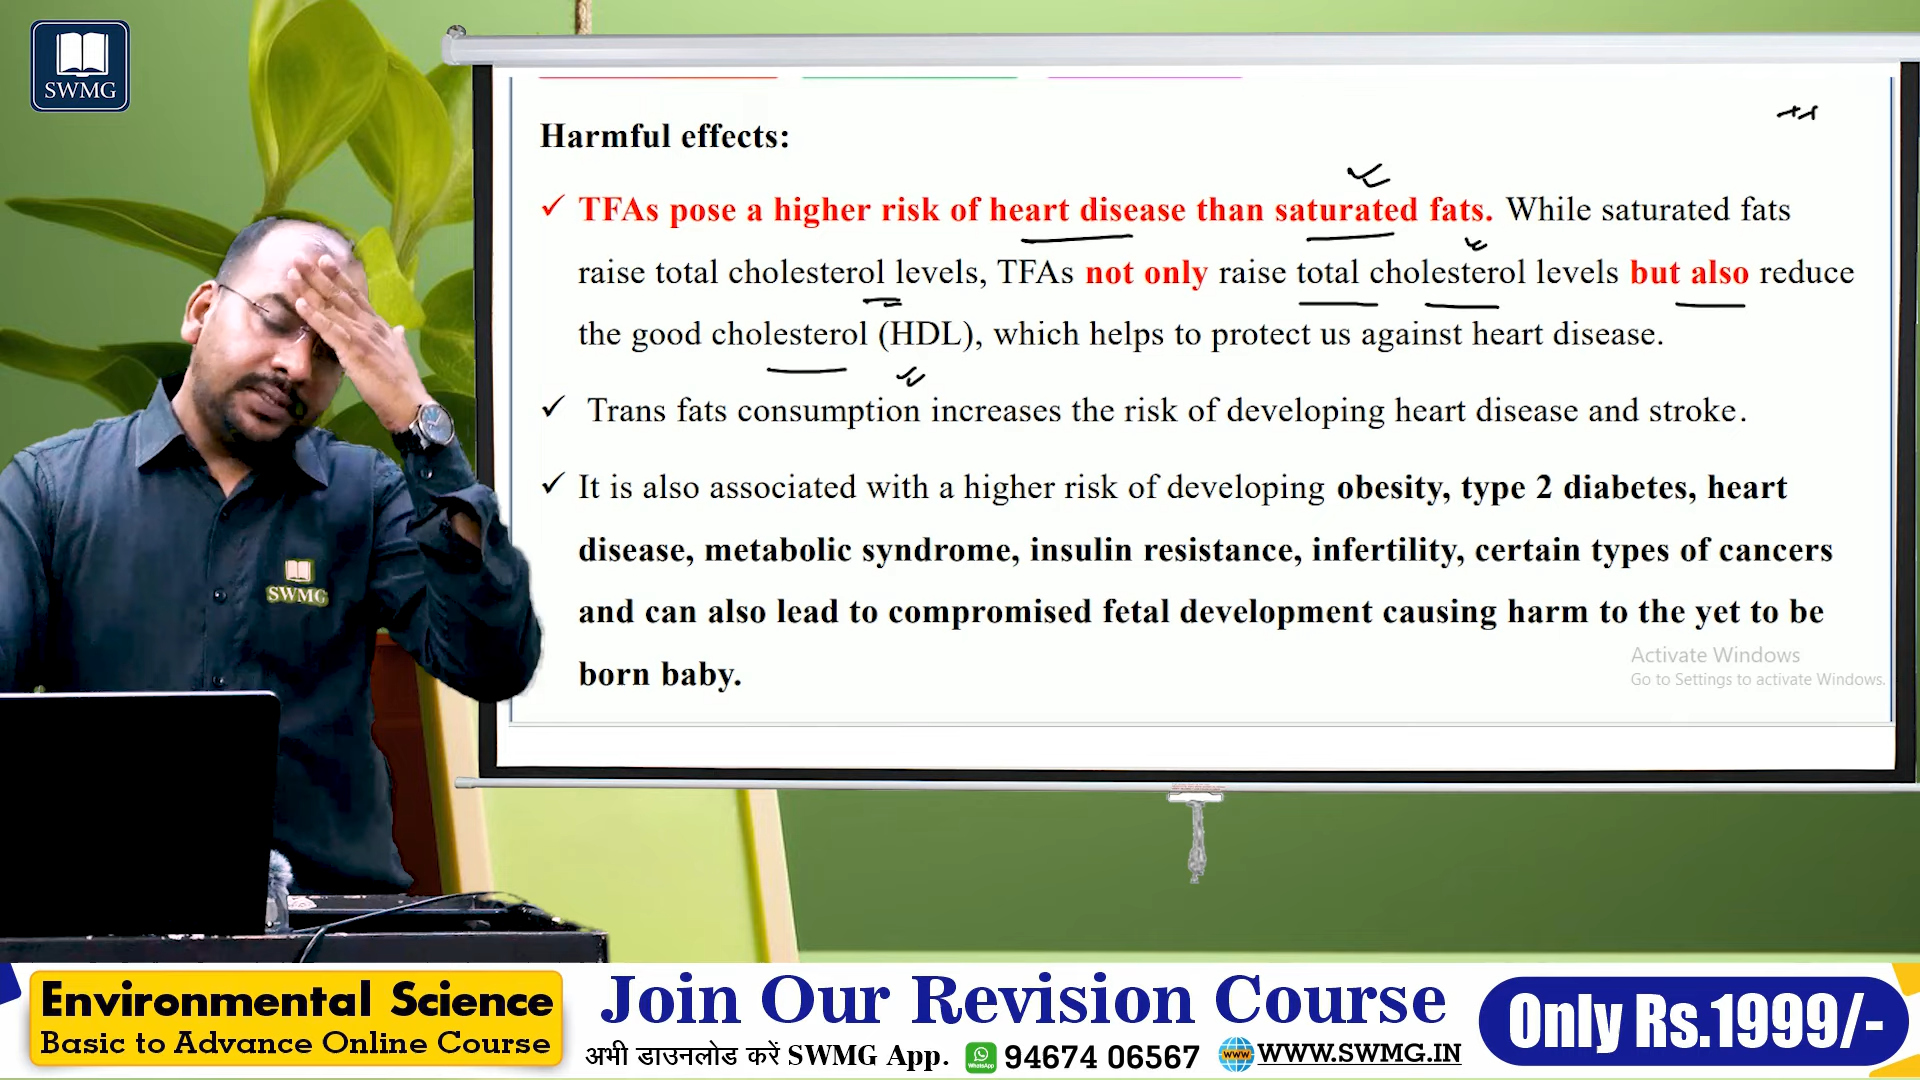 SWMG
Harmful effects:
✓ TFAs pose a higher risk of heart disease than saturated fats. While saturated fats
raise total cholesterol levels, TFAs not only raise total cholesterol levels but also reduce
the good cholesterol (HDL), which helps to protect us against heart disease.
✓ Trans fats consumption increases the risk of developing heart disease and stroke.
✓ It is also associated with a higher risk of developing obesity, type 2 diabetes, heart
disease, metabolic syndrome, insulin resistance, infertility, certain types of cancers
and can also lead to compromised fetal development causing harm to the yet to be
born baby.
SWMG
Activate Windows
Go to Settings to activate Windows.
Environmental Science
Basic to Advance Online Course
Join Our Revision Course
अभी डाउनलोड करें SWMG App. WhatsApp 94674 06567 www WWW.SWMG.IN
Only Rs.1999/-